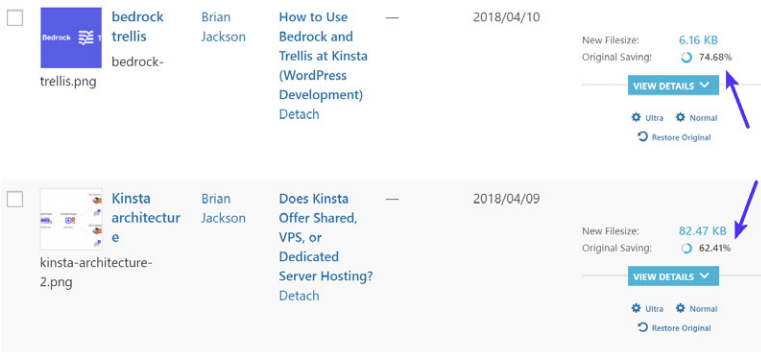 bedrock trellis
bedrock-trellis.png
Bedrock
Brian Jackson
How to Use
Bedrock and
Trellis at Kinsta
(WordPress
Development)
Detach
—
2018/04/10
New Filesize: 6.16 KB
Original Saving: 74.68%
VIEW DETAILS
Ultra Normal
Restore Original
Kinsta
architectur
e
kinsta-architecture-
2.png
Brian
Jackson
Does Kinsta
Offer Shared,
VPS, or
Dedicated
Server Hosting?
Detach
—
2018/04/09
New Filesize: 82.47 KB
Original Saving: 62.41%
VIEW DETAILS
Ultra Normal
Restore Original